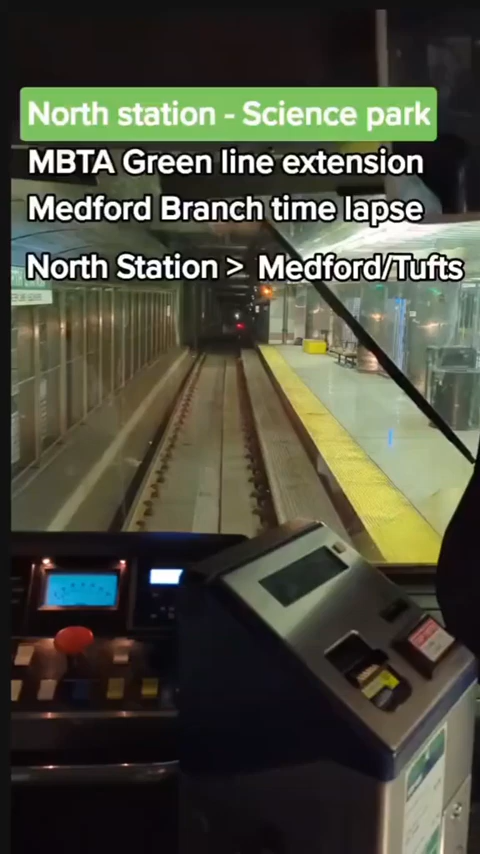 North station - Science park
MBTA Green line extension
Medford Branch time lapse
North Station > Medford/Tufts